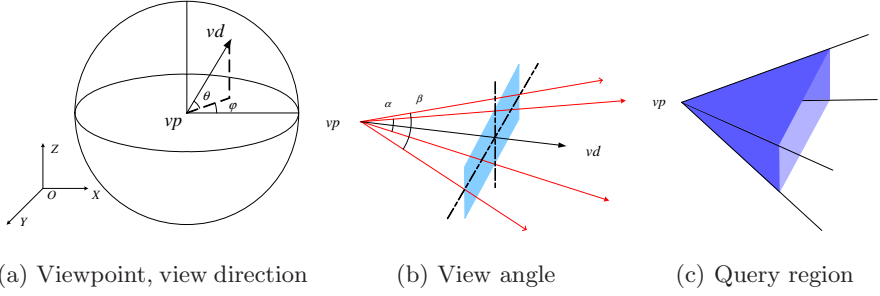 vd
θ
φ
vp
Z
O
X
Y
α
β
vp
vd
vp
(a) Viewpoint, view direction
(b) View angle
(c) Query region